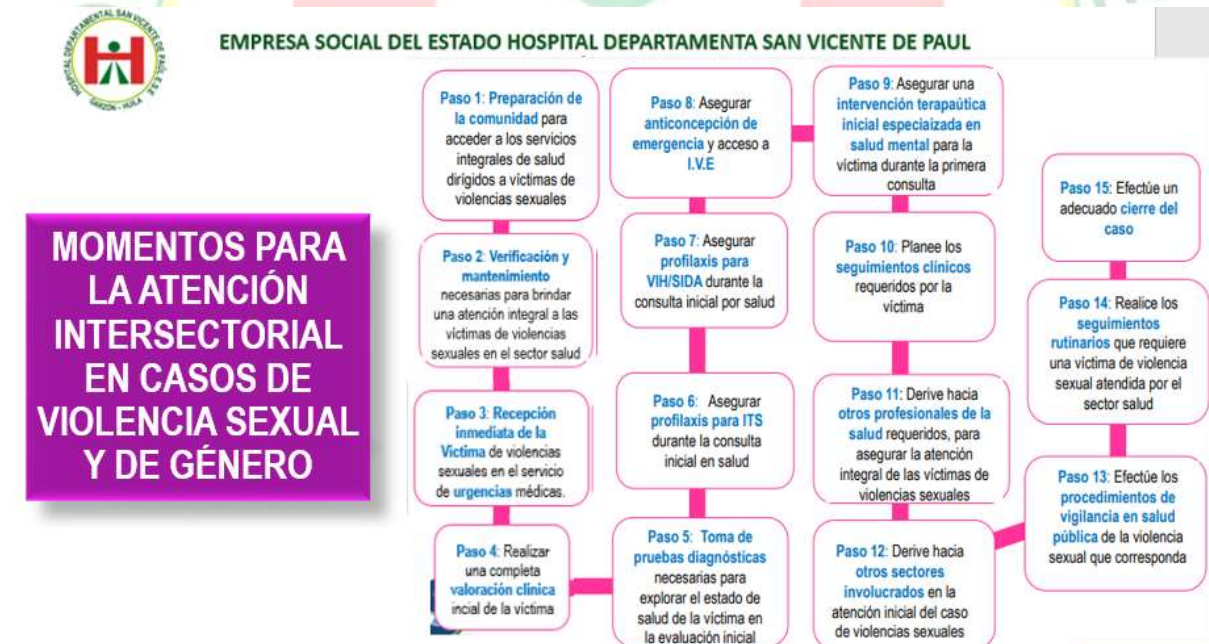 HOSPITAL DEPARTAMENTAL SAN VICENTE DE PAÚL E.S.E.
GARZÓN - HUILA
EMPRESA SOCIAL DEL ESTADO HOSPITAL DEPARTAMENTA SAN VICENTE DE PAUL
MOMENTOS PARA
LA ATENCIÓN
INTERSECTORIAL
EN CASOS DE
VIOLENCIA SEXUAL
Y DE GÉNERO
Paso 1: Preparación de
la comunidad para
acceder a los servicios
integrales de salud
dirigidos a víctimas de
violencias sexuales
Paso 2: Verificación y
mantenimiento
necesarias para brindar
una atención integral a las
víctimas de violencias
sexuales en el sector salud
Paso 3: Recepción
inmediata de la
Victima de violencias
sexuales en el servicio
de urgencias médicas.
Paso 4: Realizar
una completa
valoración clínica
incial de la víctima
Paso 5: Toma de
pruebas diagnósticas
necesarias para
explorar el estado de
salud de la víctima en
la evaluación inicial
Paso 6: Asegurar
profilaxis para ITS
durante la consulta
inicial en salud
Paso 7: Asegurar
profilaxis para
VIH/SIDA durante la
consulta inicial por salud
Paso 8: Asegurar
anticoncepción de
emergencia y acceso a
I.V.E
Paso 9: Asegurar una
intervención terapaútica
inicial especiaizada en
salud mental para la
víctima durante la primera
consulta
Paso 10: Planee los
seguimientos clínicos
requeridos por la
víctima
Paso 11: Derive hacia
otros profesionales de la
salud requeridos, para
asegurar la atención
integral de las víctimas de
violencias sexuales
Paso 12: Derive hacia
otros sectores
involucrados en la
atención inicial del caso
de violencias sexuales
Paso 13: Efectúe los
procedimientos de
vigilancia en salud
pública de la violencia
sexual que corresponda
Paso 14: Realice los
seguimientos
rutinarios que requiere
una víctima de violencia
sexual atendida por el
sector salud
Paso 15: Efectúe un
adecuado cierre del
caso